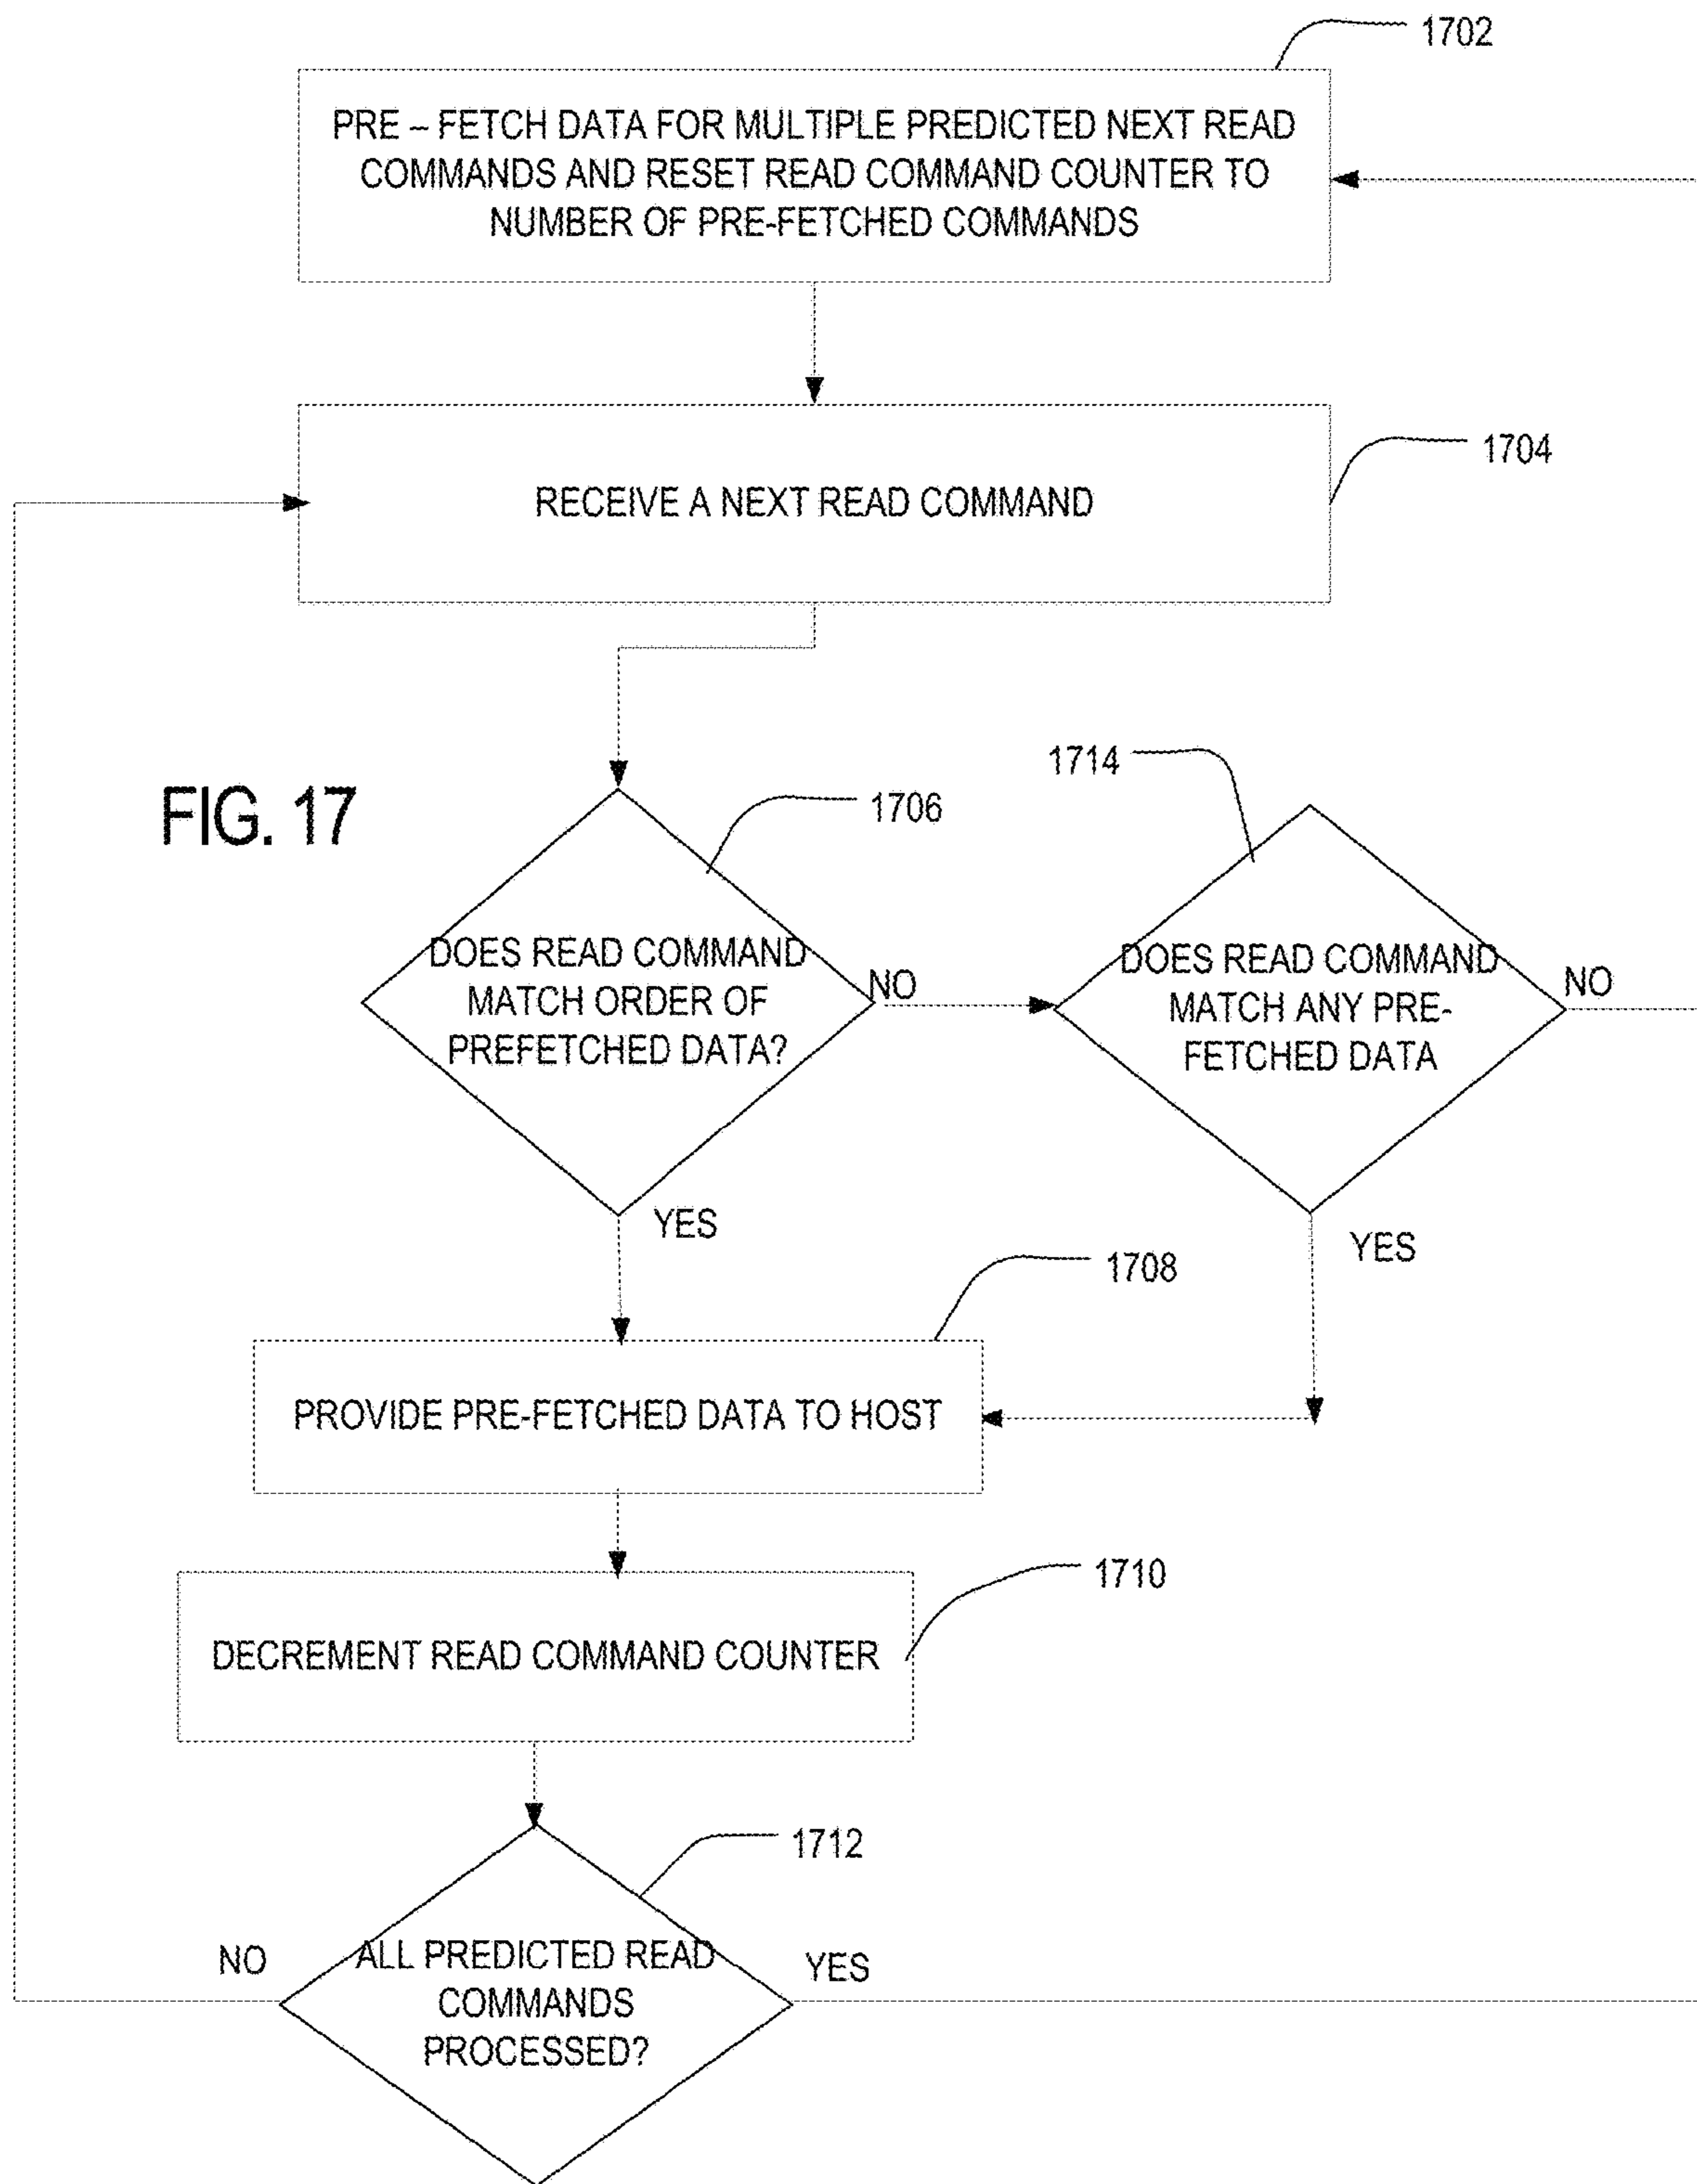 1702
PRE – FETCH DATA FOR MULTIPLE PREDICTED NEXT READ
COMMANDS AND RESET READ COMMAND COUNTER TO
NUMBER OF PRE-FETCHED COMMANDS
1704
RECEIVE A NEXT READ COMMAND
FIG. 17
1706
DOES READ COMMAND
MATCH ORDER OF
PREFETCHED DATA?
NO
YES
1714
DOES READ COMMAND
MATCH ANY PRE-
FETCHED DATA
NO
YES
1708
PROVIDE PRE-FETCHED DATA TO HOST
1710
DECREMENT READ COMMAND COUNTER
1712
ALL PREDICTED READ
COMMANDS
PROCESSED?
NO
YES